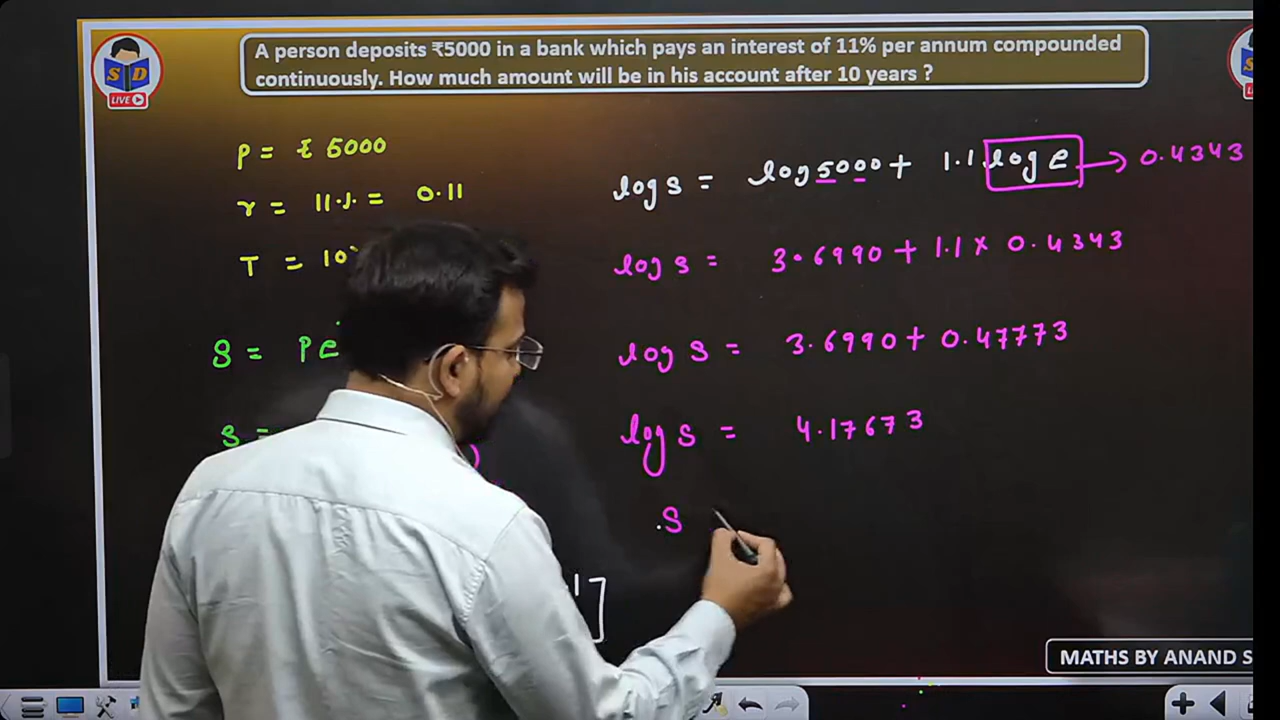 A person deposits ₹5000 in a bank which pays an interest of 11% per annum compounded
continuously. How much amount will be in his account after 10 years ?
S D
LIVE
P = ₹ 5000
r = 11% = 0.11
T = 10
S = Pe
S =
log s = log 5000 + 1.1 log e → 0.4343
log s = 3.6990 + 1.1 × 0.4343
log s = 3.6990 + 0.47773
log s = 4.17673
.S
1]
MATHS BY ANAND S